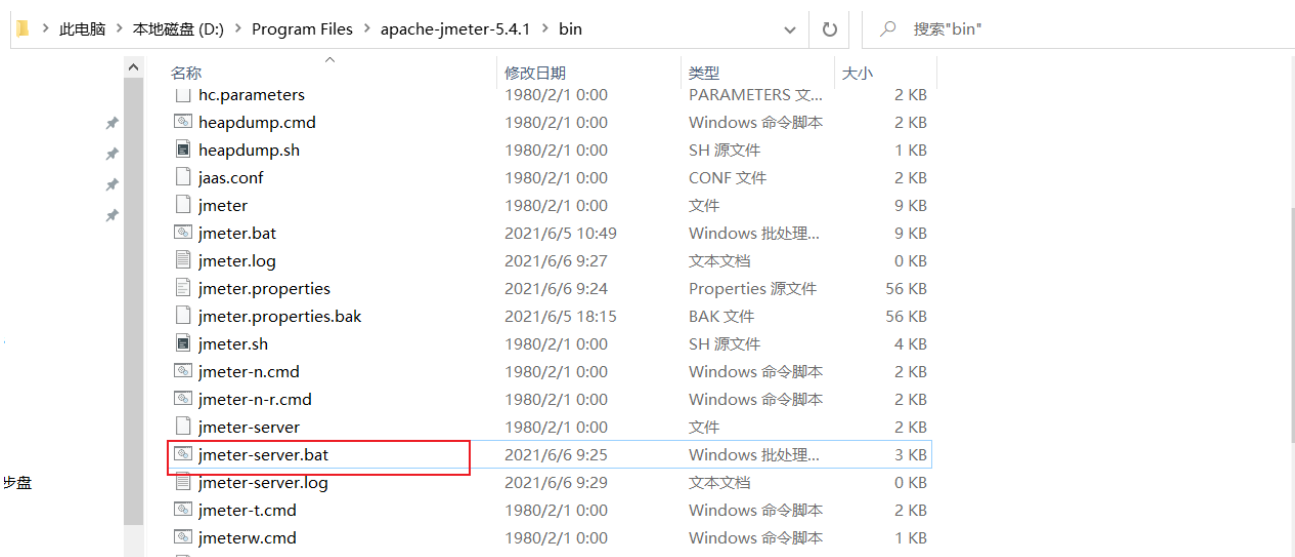 此电脑 > 本地磁盘 (D:) > Program Files > apache-jmeter-5.4.1 > bin 搜索"bin"
名称 修改日期 类型 大小
hc.parameters 1980/2/1 0:00 PARAMETERS 文... 2 KB
heapdump.cmd 1980/2/1 0:00 Windows 命令脚本 2 KB
heapdump.sh 1980/2/1 0:00 SH 源文件 1 KB
jaas.conf 1980/2/1 0:00 CONF 文件 2 KB
jmeter 1980/2/1 0:00 文件 9 KB
jmeter.bat 2021/6/5 10:49 Windows 批处理... 9 KB
jmeter.log 2021/6/6 9:27 文本文档 0 KB
jmeter.properties 2021/6/6 9:24 Properties 源文件 56 KB
jmeter.properties.bak 2021/6/5 18:15 BAK 文件 56 KB
jmeter.sh 1980/2/1 0:00 SH 源文件 4 KB
jmeter-n.cmd 1980/2/1 0:00 Windows 命令脚本 2 KB
jmeter-n-r.cmd 1980/2/1 0:00 Windows 命令脚本 2 KB
jmeter-server 1980/2/1 0:00 文件 2 KB
jmeter-server.bat 2021/6/6 9:25 Windows 批处理... 3 KB
步盘 jmeter-server.log 2021/6/6 9:29 文本文档 0 KB
jmeter-t.cmd 1980/2/1 0:00 Windows 命令脚本 2 KB
jmeterw.cmd 1980/2/1 0:00 Windows 命令脚本 1 KB